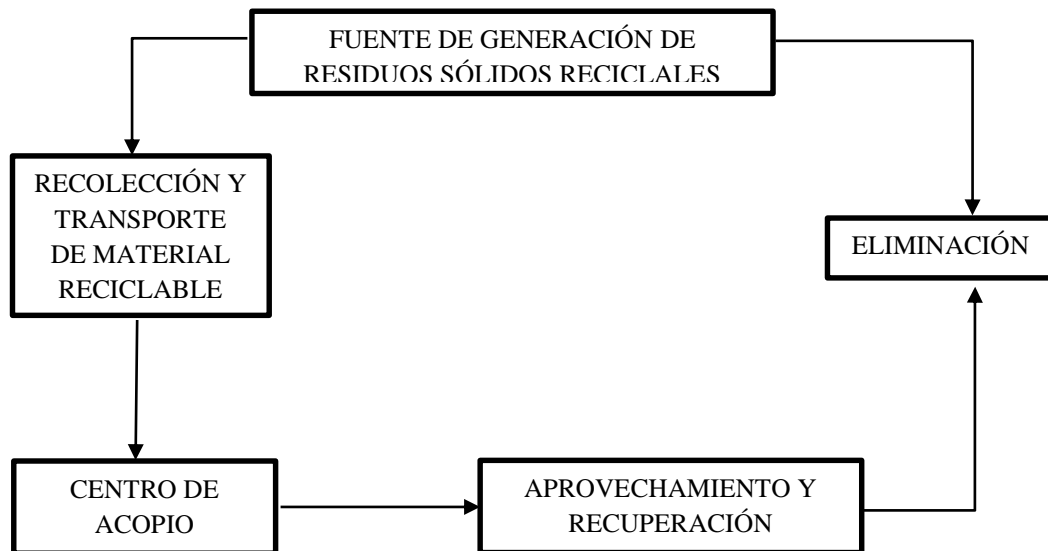 FUENTE DE GENERACIÓN DE
RESIDUOS SÓLIDOS RECICLALES
RECOLECCIÓN Y
TRANSPORTE
DE MATERIAL
RECICLABLE
ELIMINACIÓN
CENTRO DE
ACOPIO
APROVECHAMIENTO Y
RECUPERACIÓN